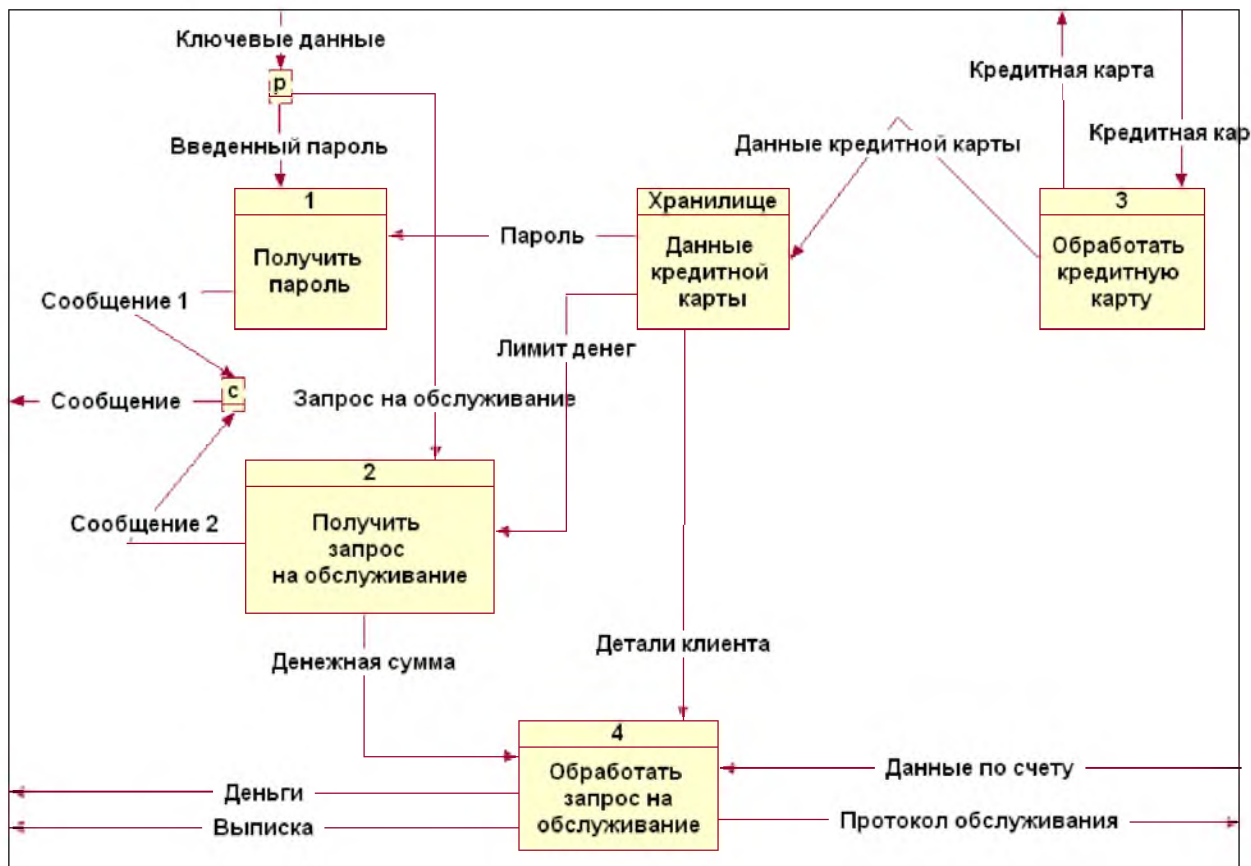 Ключевые данные
p
Введенный пароль
Кредитная карта
Кредитная кар
Данные кредитной карты
1
Получить
пароль
Пароль
Хранилище
Данные
кредитной
карты
3
Обработать
кредитную
карту
Сообщение 1
Лимит денег
c
Сообщение
Запрос на обслуживание
2
Получить
запрос
на обслуживание
Сообщение 2
Денежная сумма
Детали клиента
4
Обработать
запрос на
обслуживание
Данные по счету
Деньги
Выписка
Протокол обслуживания